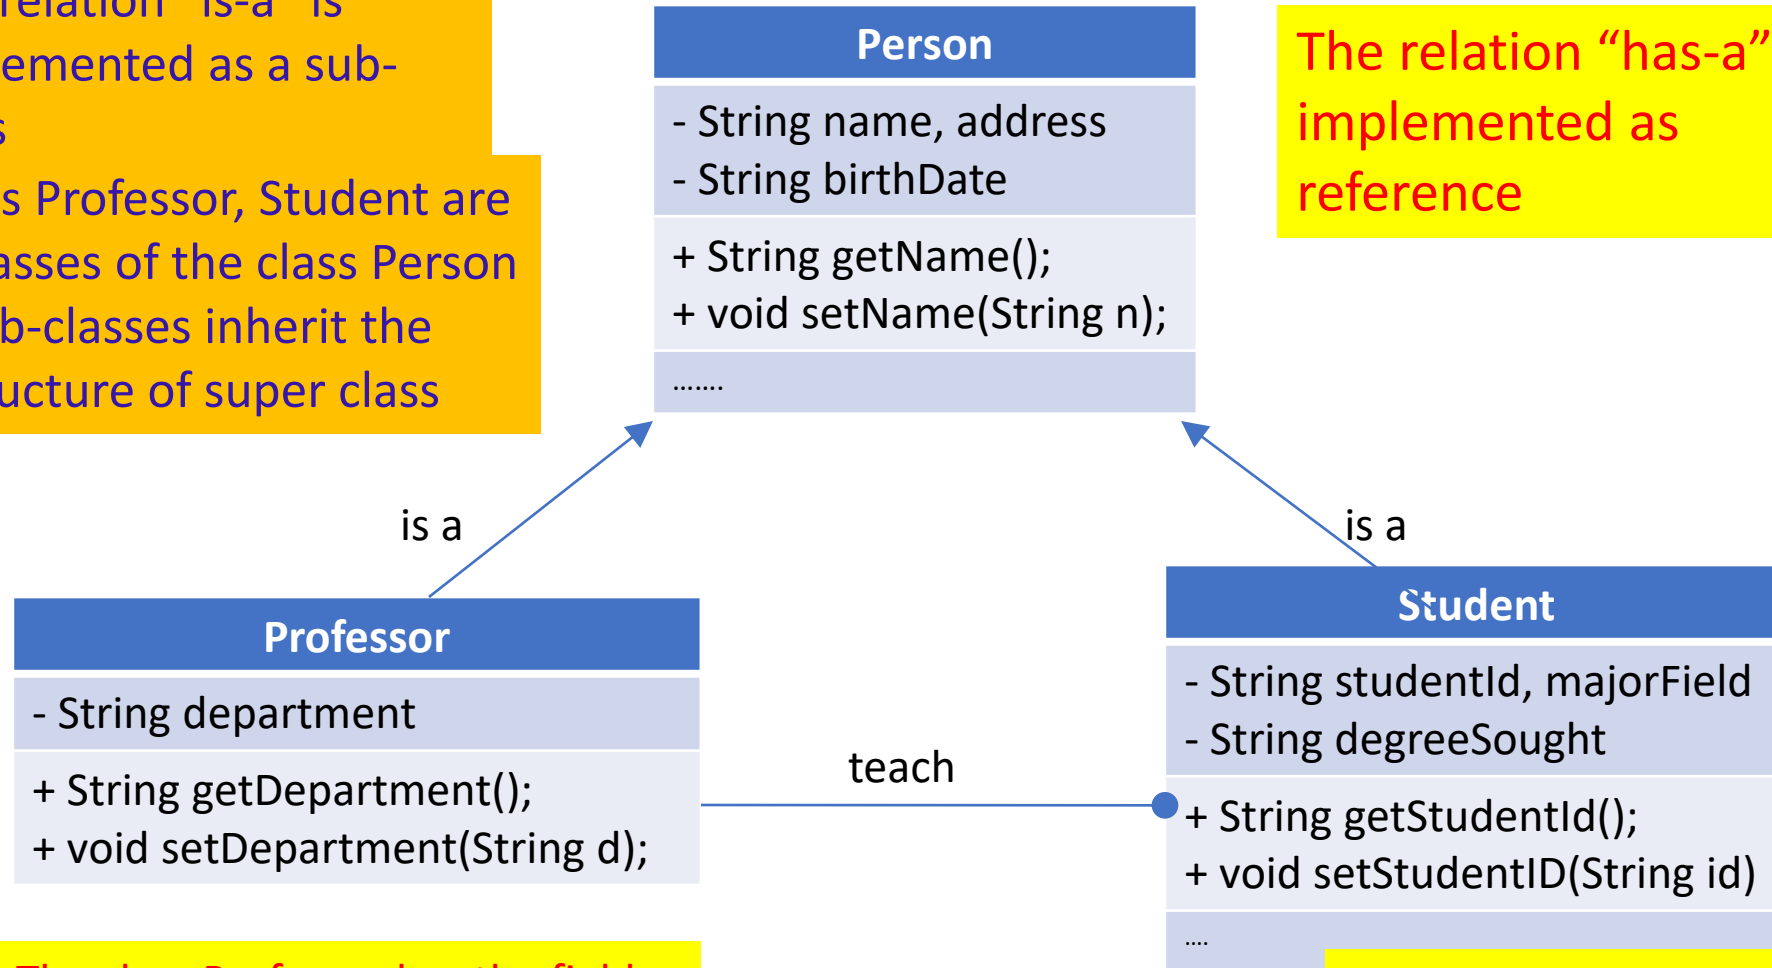 relation "is-a" is
emented as a sub-
s
s Professor, Student are
asses of the class Person
b-classes inherit the
ucture of super class
Person
- String name, address
- String birthDate
+ String getName();
+ void setName(String n);
.......
The relation “has-a”
implemented as
reference
is a
is a
Professor
- String department
+ String getDepartment();
+ void setDepartment(String d);
teach
Student
- String studentId, majorField
- String degreeSought
+ String getStudentId();
+ void setStudentID(String id)
....